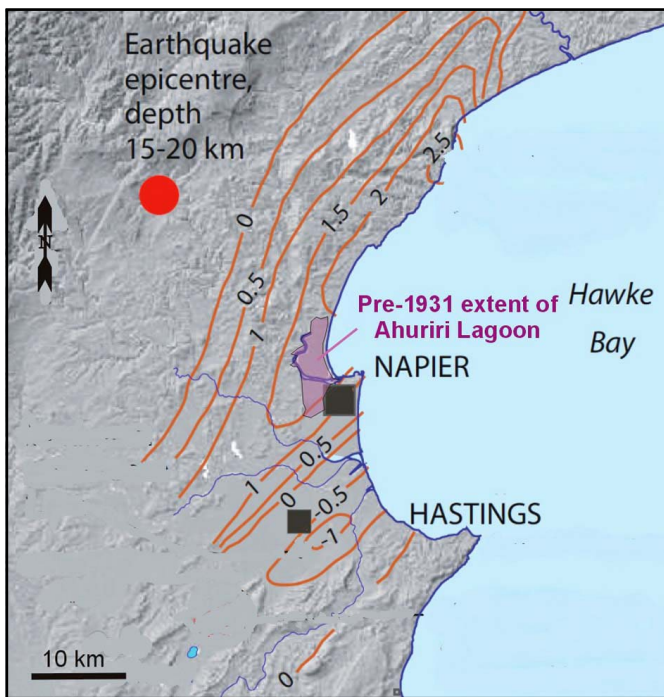 Earthquake
epicentre,
depth
15-20 km
N
0
0.5
1
1.5
2
2.5
Pre-1931 extent of
Ahuriri Lagoon
Hawke
Bay
NAPIER
1
0.5
0
-0.5
-1
HASTINGS
10 km
0